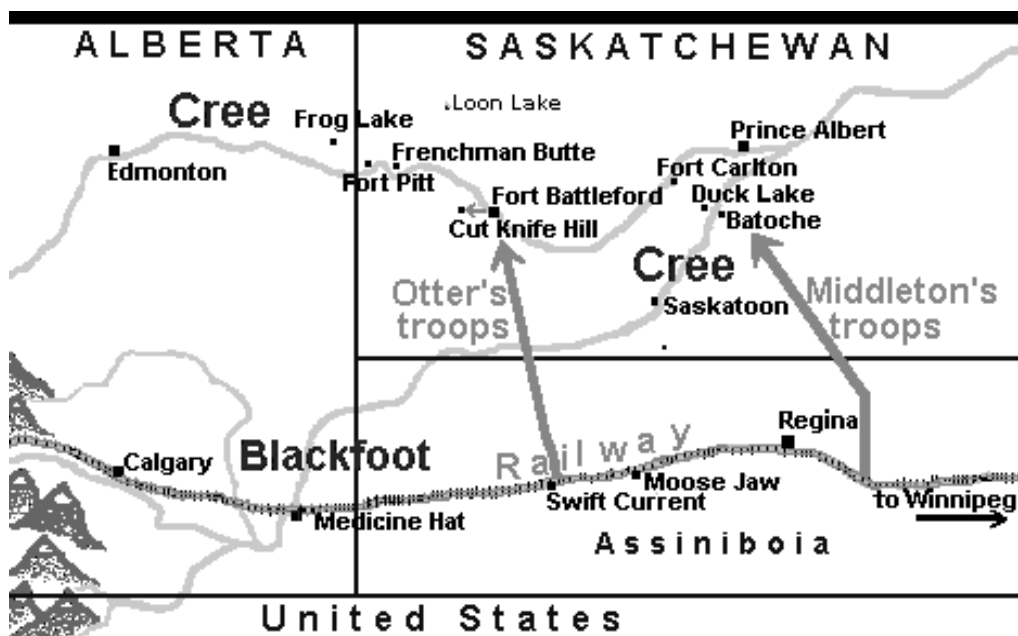 ALBERTA
SASKATCHEWAN
Loon Lake
Cree
Frog Lake
Prince Albert
Edmonton
Frenchman Butte
Fort Carlton
Fort Pitt
Fort Battleford
Duck Lake
Cut Knife Hill
Batoche
Cree
Otter's
troops
Middleton's
troops
Saskatoon
Regina
Railway
Blackfoot
Calgary
Moose Jaw
Swift Current
to Winnipeg
Medicine Hat
Assiniboia
United States